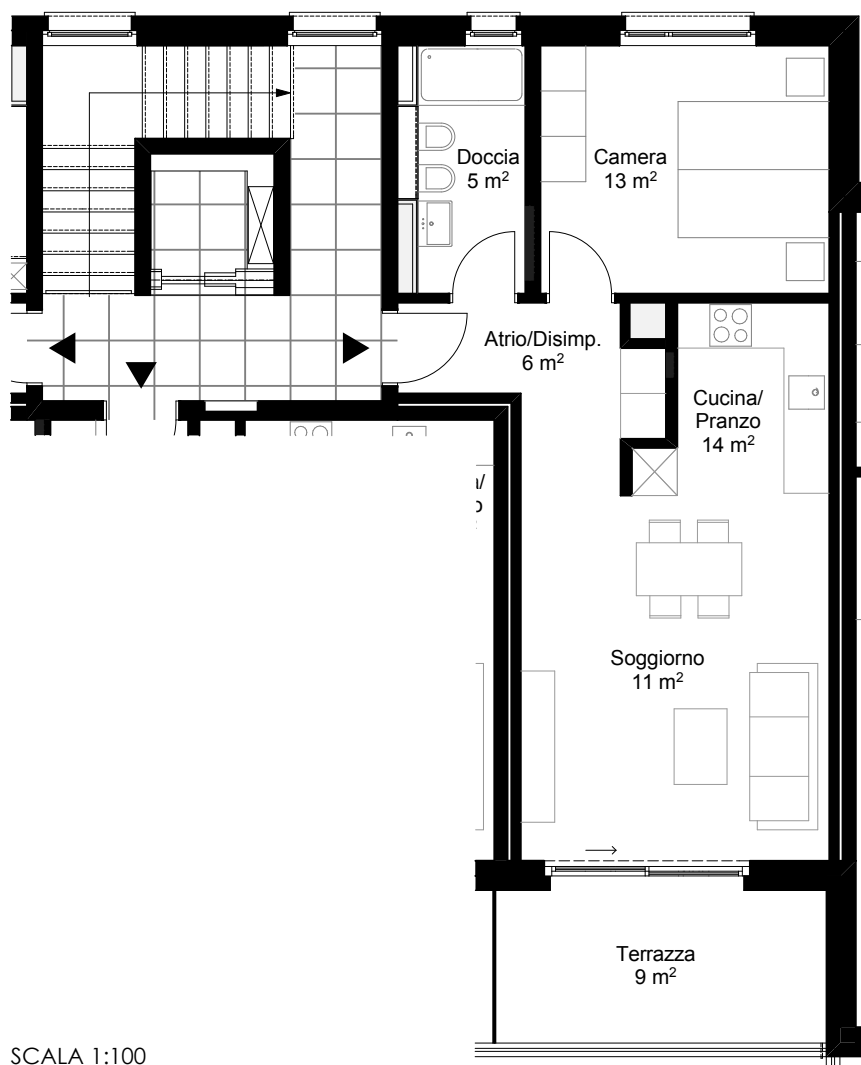 Doccia
5 m²
Camera
13 m²
Atrio/Disimp.
6 m²
Cucina/
Pranzo
14 m²
Soggiorno
11 m²
Terrazza
9 m²
SCALA 1:100